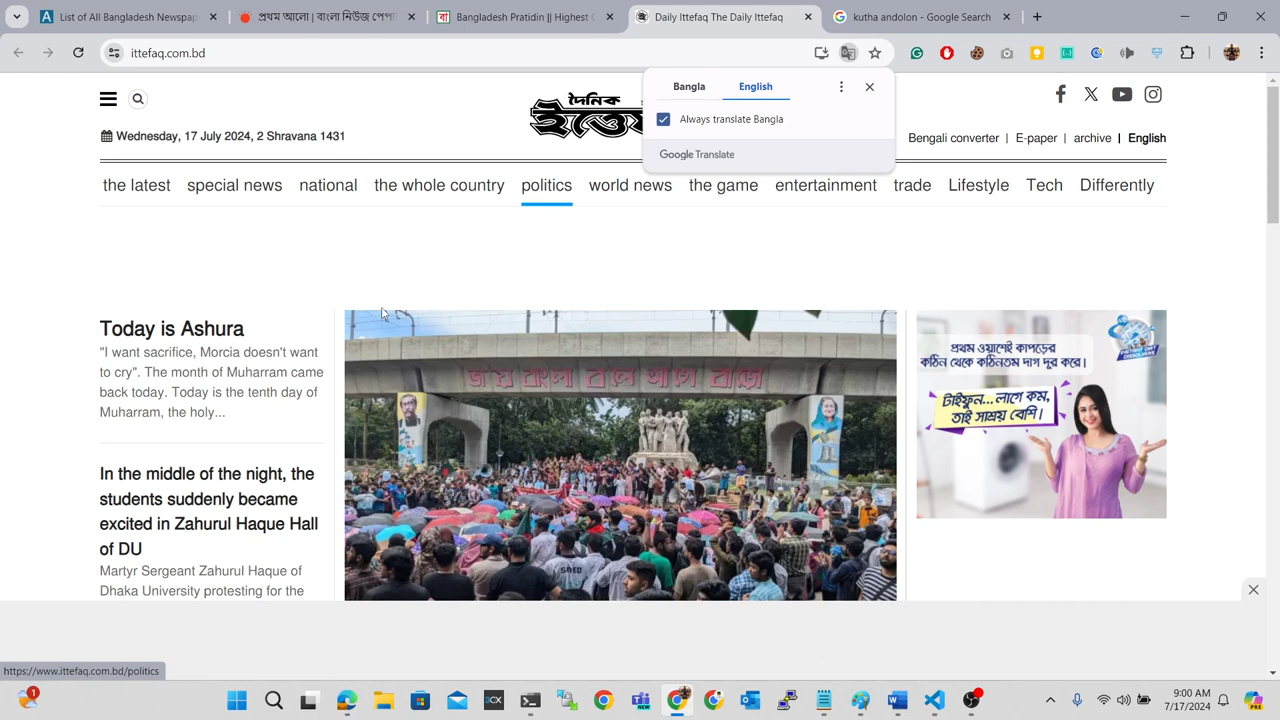 List of All Bangladesh Newspap
প্রথম আলো | বাংলা নিউজ পেপা
Bangladesh Pratidin || Highest C
Daily Ittefaq The Daily Ittefaq
kutha andolon - Google Search
ittefaq.com.bd
Bangla
English
Always translate Bangla
Google Translate
দৈনিক
Wednesday, 17 July 2024, 2 Shravana 1431
Bengali converter | E-paper | archive | English
the latest special news national the whole country politics world news the game entertainment trade Lifestyle Tech Differently
Today is Ashura
"I want sacrifice, Morcia doesn't want
to cry". The month of Muharram came
back today. Today is the tenth day of
Muharram, the holy...
In the middle of the night, the
students suddenly became
excited in Zahurul Haque Hall
of DU
Martyr Sergeant Zahurul Haque of
Dhaka University protesting for the
জয় বাংলা বলে আগে বাড়ো
প্রথম ওয়াশেই কাপড়ের
কঠিন থেকে কঠিনতম দাগ দূর করে।
টাইফুন...লাগে কম,
তাই সাশ্রয় বেশি।
https://www.ittefaq.com.bd/politics
1
3CX
NEW
9:00 AM
7/17/2024
PRE